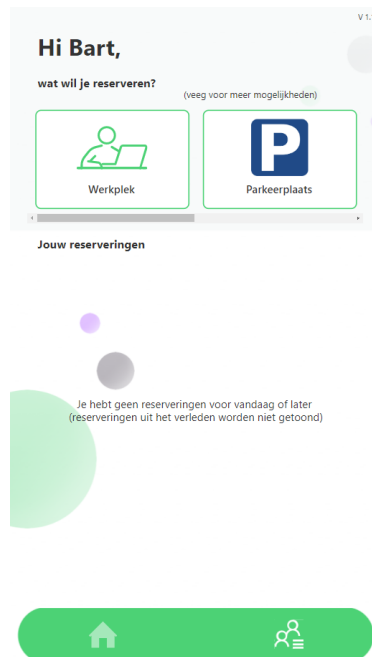 V 1.
Hi Bart,
wat wil je reserveren?
(veeg voor meer mogelijkheden)
P
Werkplek
Parkeerplaats
Jouw reserveringen
Je hebt geen reserveringen voor vandaag of later
(reserveringen uit het verleden worden niet getoond)